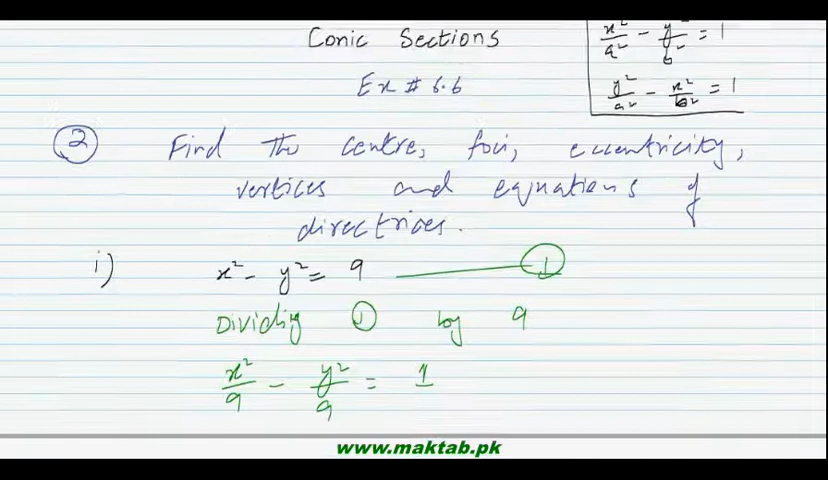 Conic Sections
x²/a² - y²/b² = 1
Ex # 6.6
y²/a² - x²/b² = 1
② Find the centre, foci, eccentricity,
vertices and equations of
directrices.
i) x² - y² = 9 ——— ①
Dividing ① by 9
x²/9 - y²/9 = 1
www.maktab.pk